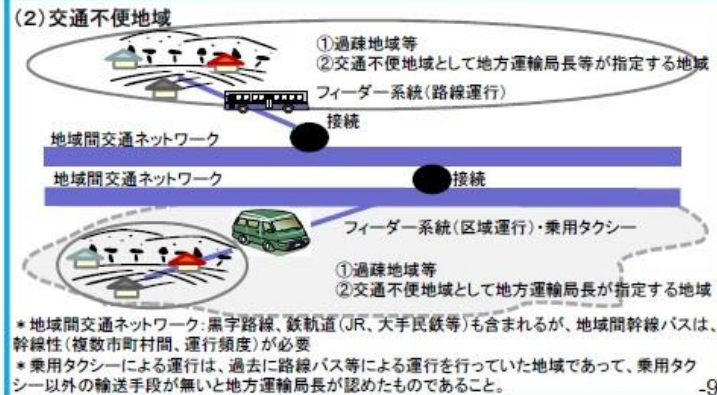 (2)交通不便地域
①過疎地域等
②交通不便地域として地方運輸局長等が指定する地域
フィーダー系統(路線運行)
接続
地域間交通ネットワーク
地域間交通ネットワーク
接続
フィーダー系統(区域運行)・乗用タクシー
①過疎地域等
②交通不便地域として地方運輸局長が指定する地域
*地域間交通ネットワーク:黒字路線、鉄軌道(JR、大手民鉄等)も含まれるが、地域間幹線バスは、
幹線性(複数市町村間、運行頻度)が必要
*乗用タクシーによる運行は、過去に路線バス等による運行を行っていた地域であって、乗用タク
シー以外の輸送手段が無いと地方運輸局長が認めたものであること。
-9